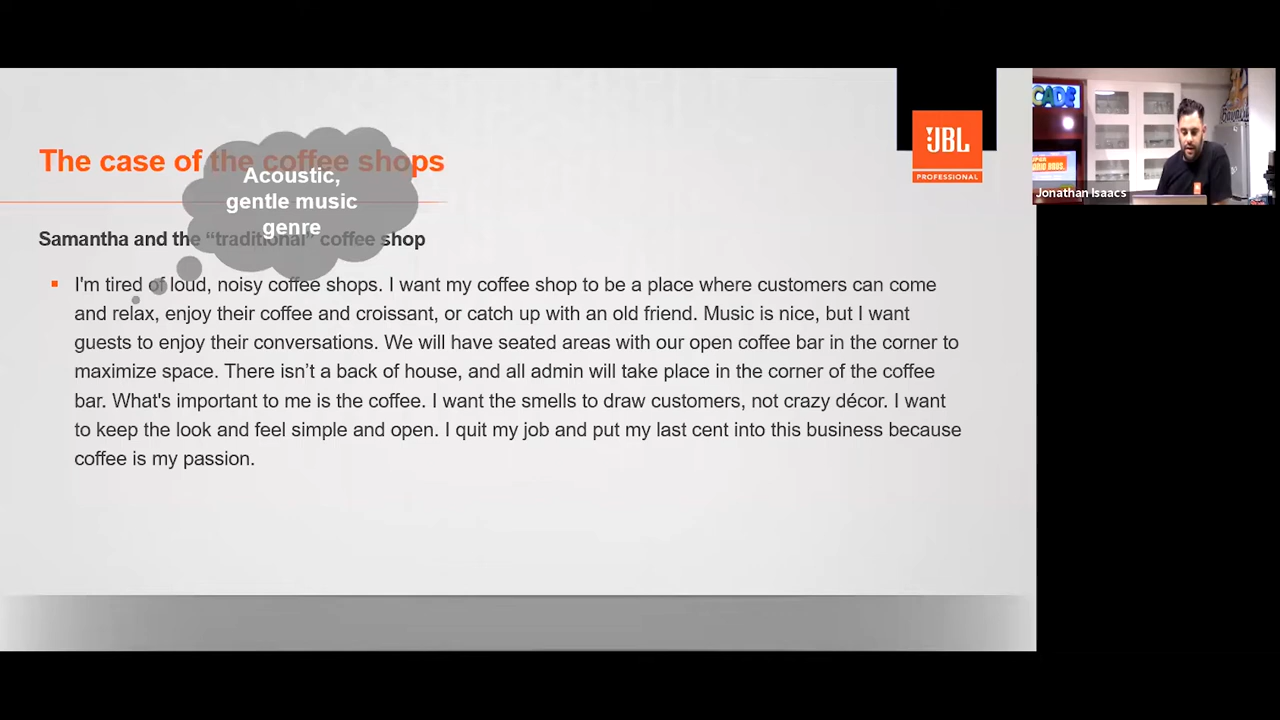 The case of the coffee shops
Acoustic,
gentle music
genre
Samantha and the “traditional” coffee shop
I'm tired of loud, noisy coffee shops. I want my coffee shop to be a place where customers can come
and relax, enjoy their coffee and croissant, or catch up with an old friend. Music is nice, but I want
guests to enjoy their conversations. We will have seated areas with our open coffee bar in the corner to
maximize space. There isn’t a back of house, and all admin will take place in the corner of the coffee
bar. What's important to me is the coffee. I want the smells to draw customers, not crazy décor. I want
to keep the look and feel simple and open. I quit my job and put my last cent into this business because
coffee is my passion.
JBL
PROFESSIONAL
CADE
SUPER
BROS.
Jonathan Isaacs